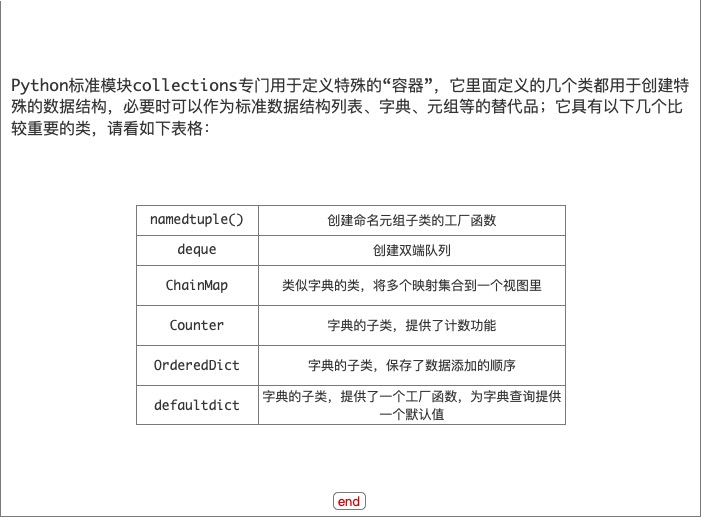 Python标准模块collections专门用于定义特殊的“容器”，它里面定义的几个类都用于创建特
殊的数据结构，必要时可以作为标准数据结构列表、字典、元组等的替代品；它具有以下几个比
较重要的类，请看如下表格：
namedtuple() 创建命名元组子类的工厂函数
deque 创建双端队列
ChainMap 类似字典的类，将多个映射集合到一个视图里
Counter 字典的子类，提供了计数功能
OrderedDict 字典的子类，保存了数据添加的顺序
defaultdict 字典的子类，提供了一个工厂函数，为字典查询提供
一个默认值
end